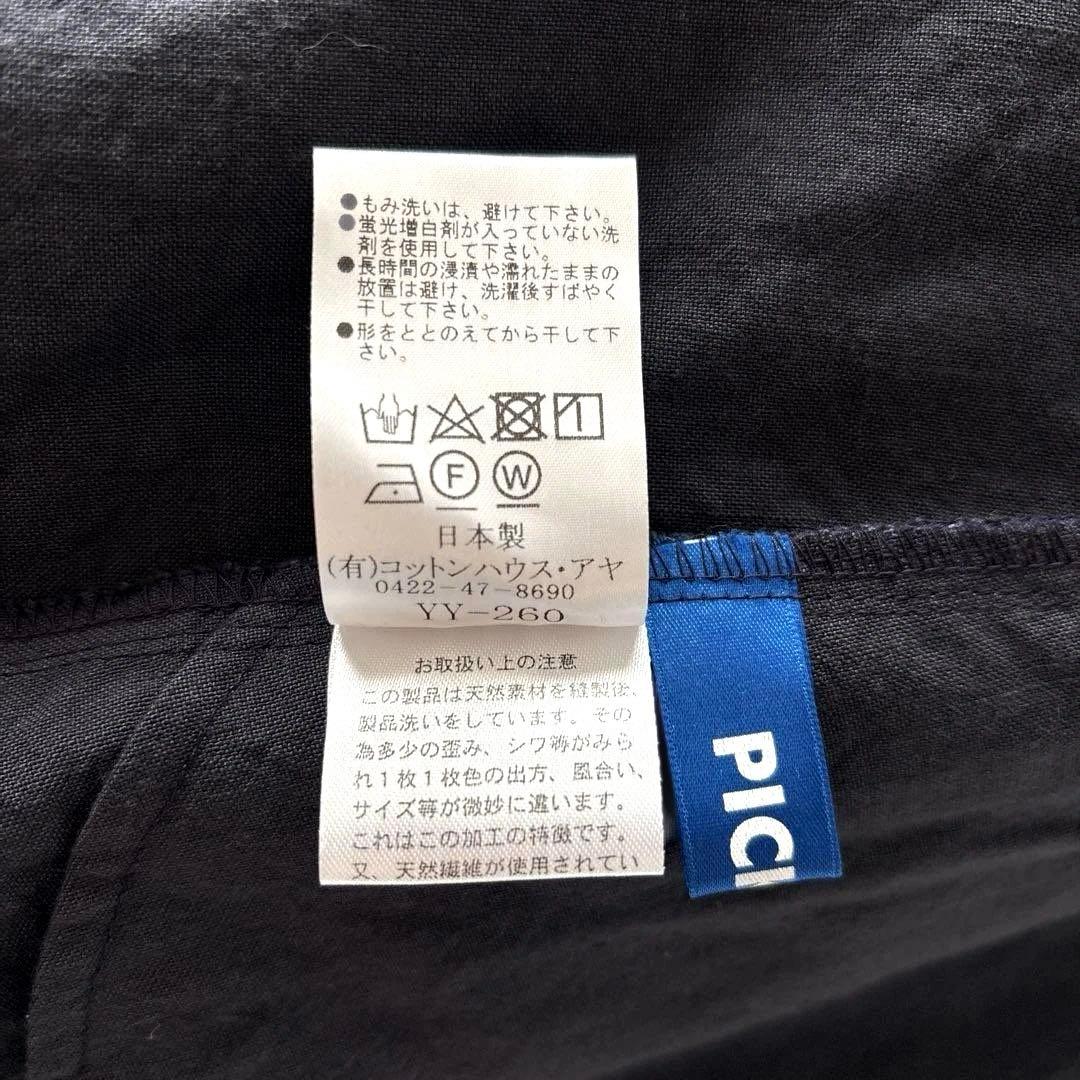 ●もみ洗いは、避けて下さい。
●蛍光増白剤が入っていない洗
剤を使用して下さい。
●長時間の浸漬や濡れたままの
放置は避け、洗濯後すばやく
干して下さい。
●形をととのえてから干して下
さい。
F W
日本製
(有)コットンハウス・アヤ
0422-47-8690
YY-260
お取扱い上の注意
この製品は天然素材を縫製後、
製品洗いをしています。その
為多少の歪み、シワ等がみら
れ1枚1枚色の出方、風合い、
サイズ等が微妙に違います。
これはこの加工の特徴です。
又、天然繊維が使用されてい
PIC